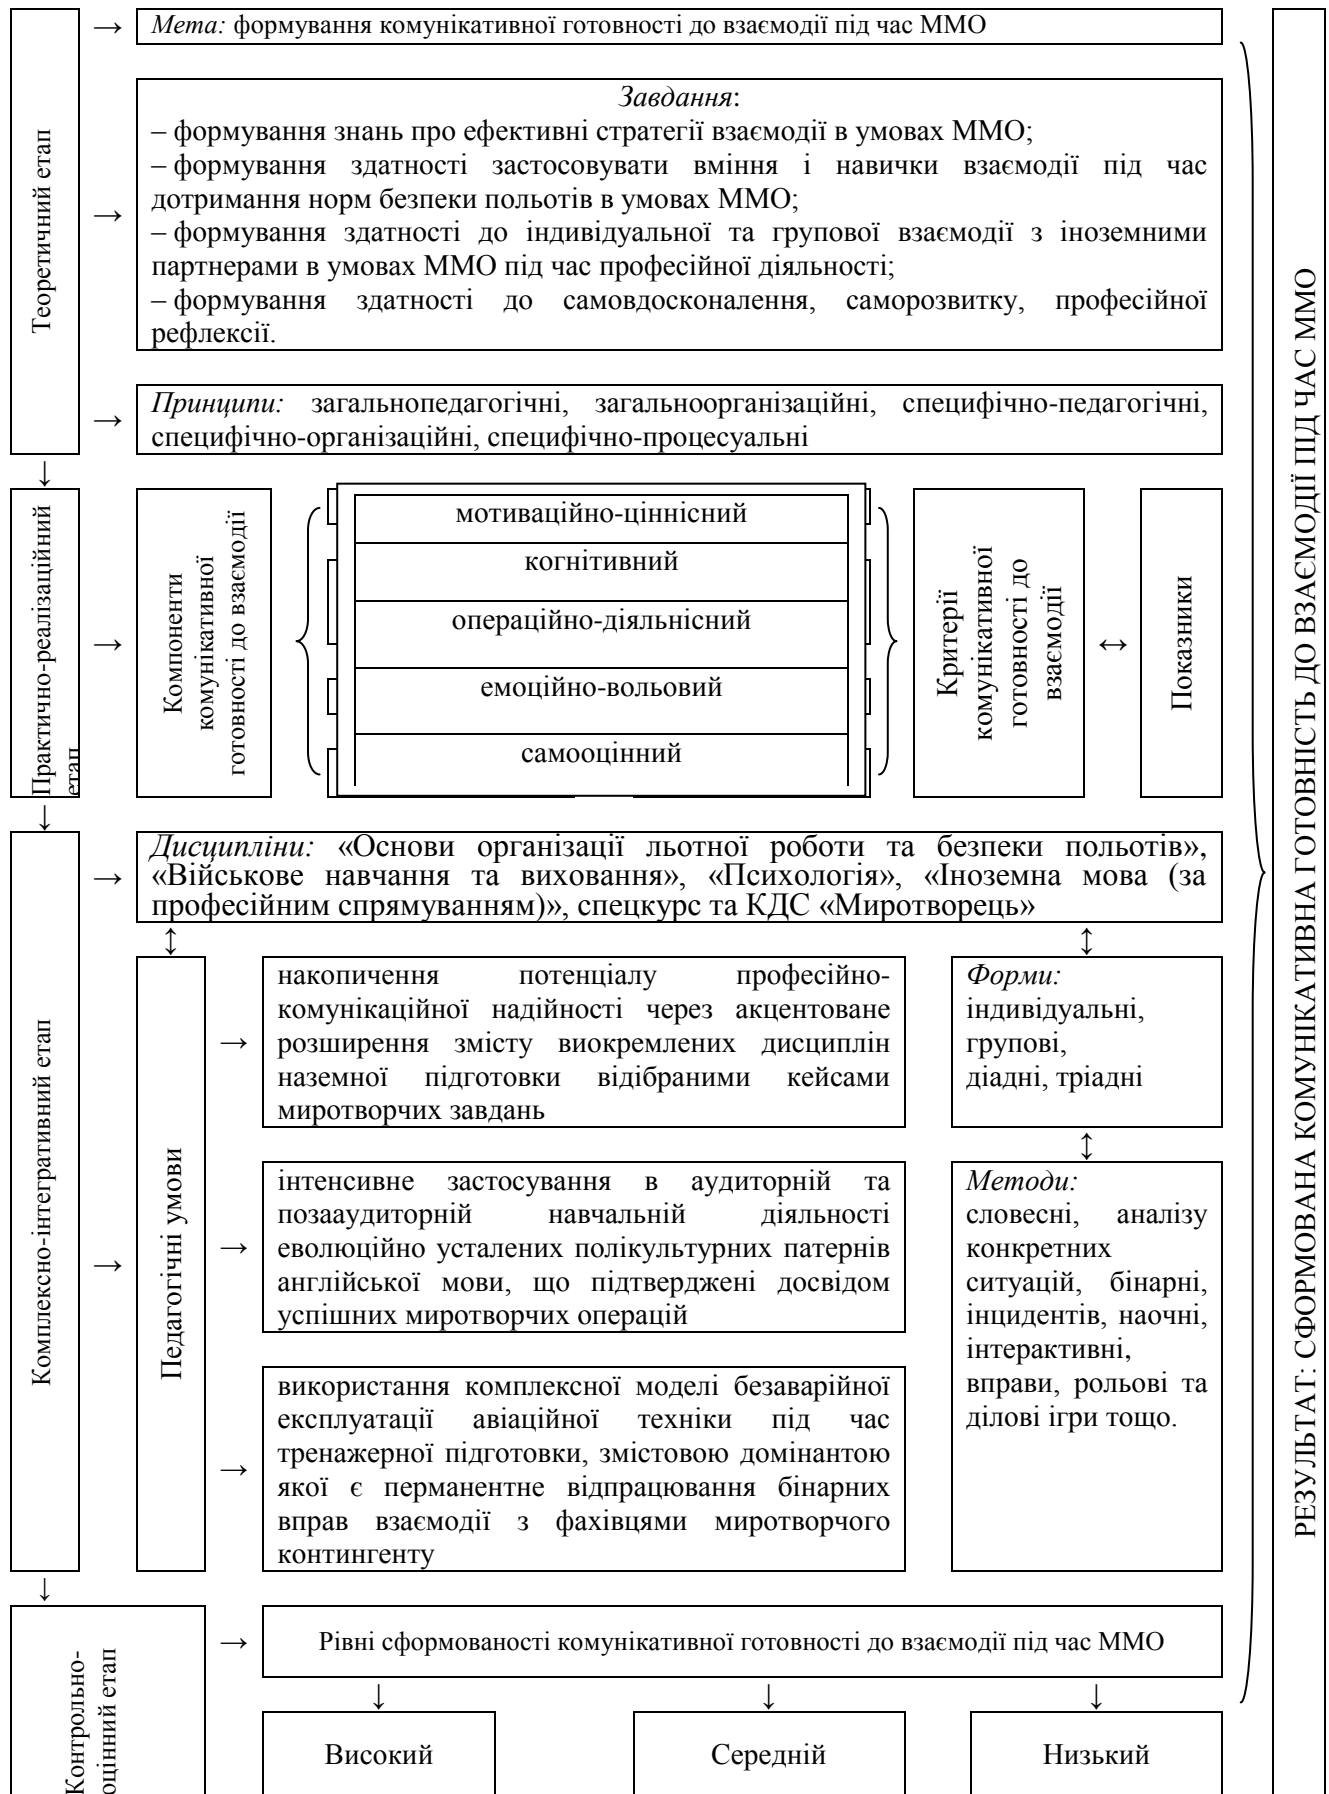 Теоретичний етап
→ Мета: формування комунікативної готовності до взаємодії під час ММО
Завдання:
– формування знань про ефективні стратегії взаємодії в умовах ММО;
– формування здатності застосовувати вміння і навички взаємодії під час
дотримання норм безпеки польотів в умовах ММО;
– формування здатності до індивідуальної та групової взаємодії з іноземними
партнерами в умовах ММО під час професійної діяльності;
– формування здатності до самовдосконалення, саморозвитку, професійної
рефлексії.
Принципи: загальнопедагогічні, загальноорганізаційні, специфічно-педагогічні,
специфічно-організаційні, специфічно-процесуальні
Практично-реалізаційний
етап
Компоненти
комунікативної
готовності до взаємодії
мотиваційно-ціннісний
когнітивний
операційно-діяльнісний
емоційно-вольовий
самооцінний
Критерії
комунікативної
готовності до
взаємодії
Показники
Комплексно-інтегративний етап
Дисципліни: «Основи організації льотної роботи та безпеки польотів»,
«Військове навчання та виховання», «Психологія», «Іноземна мова (за
професійним спрямуванням)», спецкурс та КДС «Миротворець»
Педагогічні умови
накопичення потенціалу професійно-
комунікаційної надійності через акцентоване
розширення змісту виокремлених дисциплін
наземної підготовки відібраними кейсами
миротворчих завдань
інтенсивне застосування в аудиторній та
позааудиторній навчальній діяльності
еволюційно усталених полікультурних патернів
англійської мови, що підтверджені досвідом
успішних миротворчих операцій
використання комплексної моделі безаварійної
експлуатації авіаційної техніки під час
тренажерної підготовки, змістовою домінантою
якої є перманентне відпрацювання бінарних
вправ взаємодії з фахівцями миротворчого
контингенту
Форми:
індивідуальні,
групові,
діадні, тріадні
Методи:
словесні, аналізу
конкретних
ситуацій, бінарні,
інцидентів, наочні,
інтерактивні,
вправи, рольові та
ділові ігри тощо.
Контрольно-
оцінний етап
Рівні сформованості комунікативної готовності до взаємодії під час ММО
Високий
Середній
Низький
РЕЗУЛЬТАТ: СФОРМОВАНА КОМУНІКАТИВНА ГОТОВНІСТЬ ДО ВЗАЄМОДІЇ ПІД ЧАС ММО